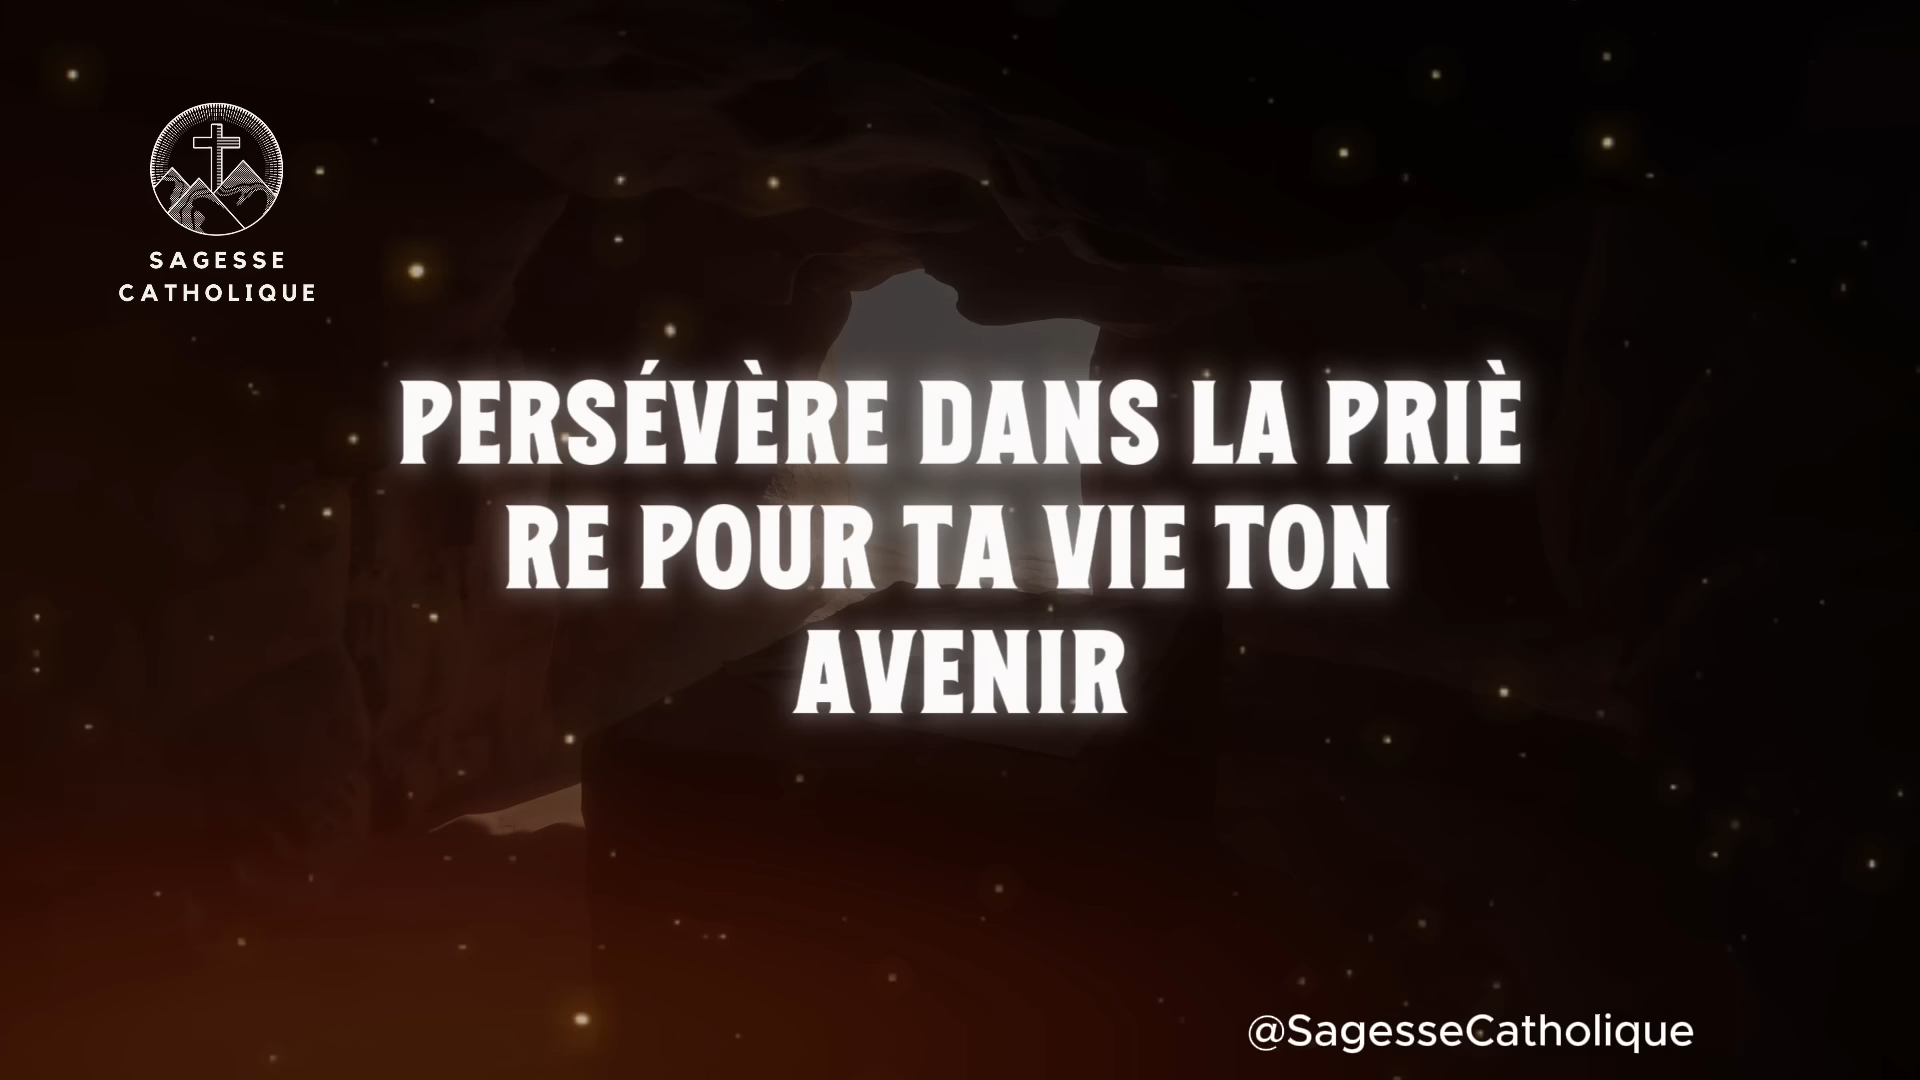 SAGESSE
CATHOLIQUE
PERSÉVÈRE DANS LA PRIÈ
RE POUR TA VIE TON
AVENIR
@SagesseCatholique